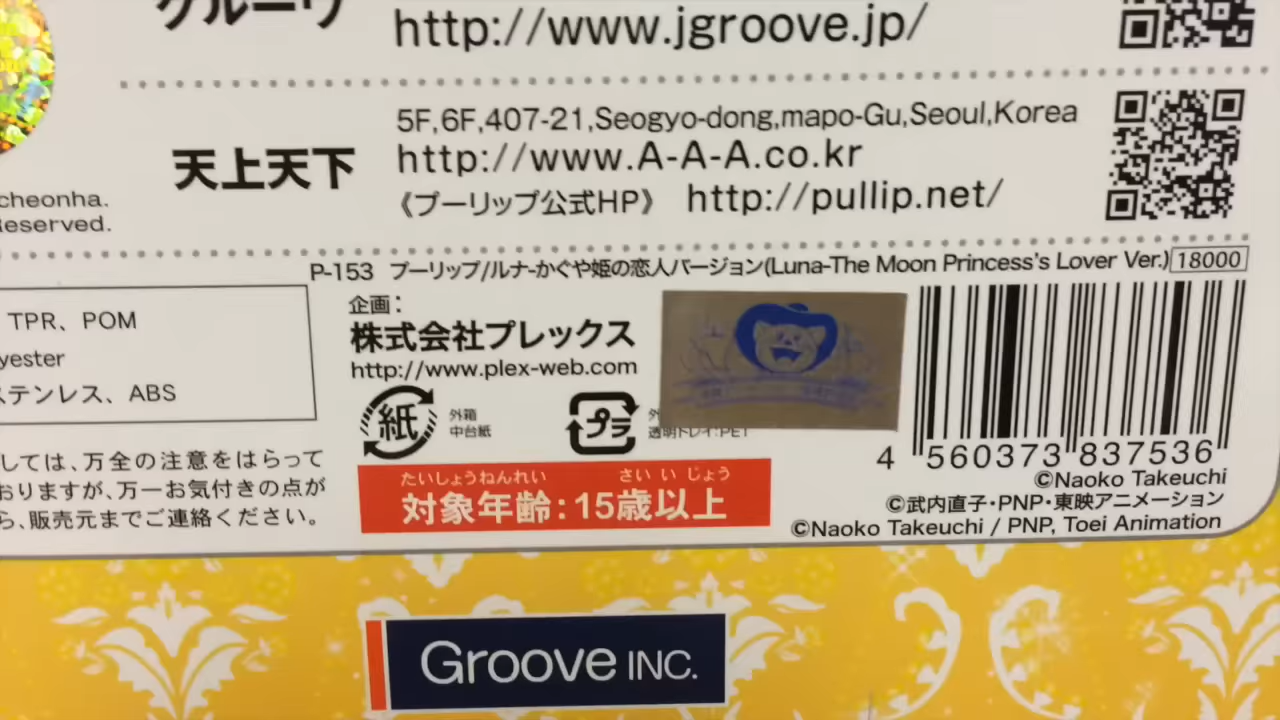 グルーヴ
http://www.jgroove.jp/
5F,6F,407-21,Seogyo-dong,mapo-Gu,Seoul,Korea
天上天下
http://www.A-A-A.co.kr
《プーリップ公式HP》 http://pullip.net/
cheonha.
eserved.
P-153 プーリップ/ルナ-かぐや姫の恋人バージョン(Luna-The Moon Princess's Lover Ver.) 18000
TPR、POM
yester
ステンレス、ABS
企画：
株式会社プレックス
http://www.plex-web.com
紙
外箱
中台紙
プラ
外
透明トレイ:PET
しては、万全の注意をはらって
おりますが、万一お気付きの点が
ら、販売元までご連絡ください。
たいしょうねんれい さい い じょう
対象年齢：15歳以上
4 560373 837536
©Naoko Takeuchi
©武内直子・PNP・東映アニメーション
©Naoko Takeuchi / PNP, Toei Animation
Groove INC.